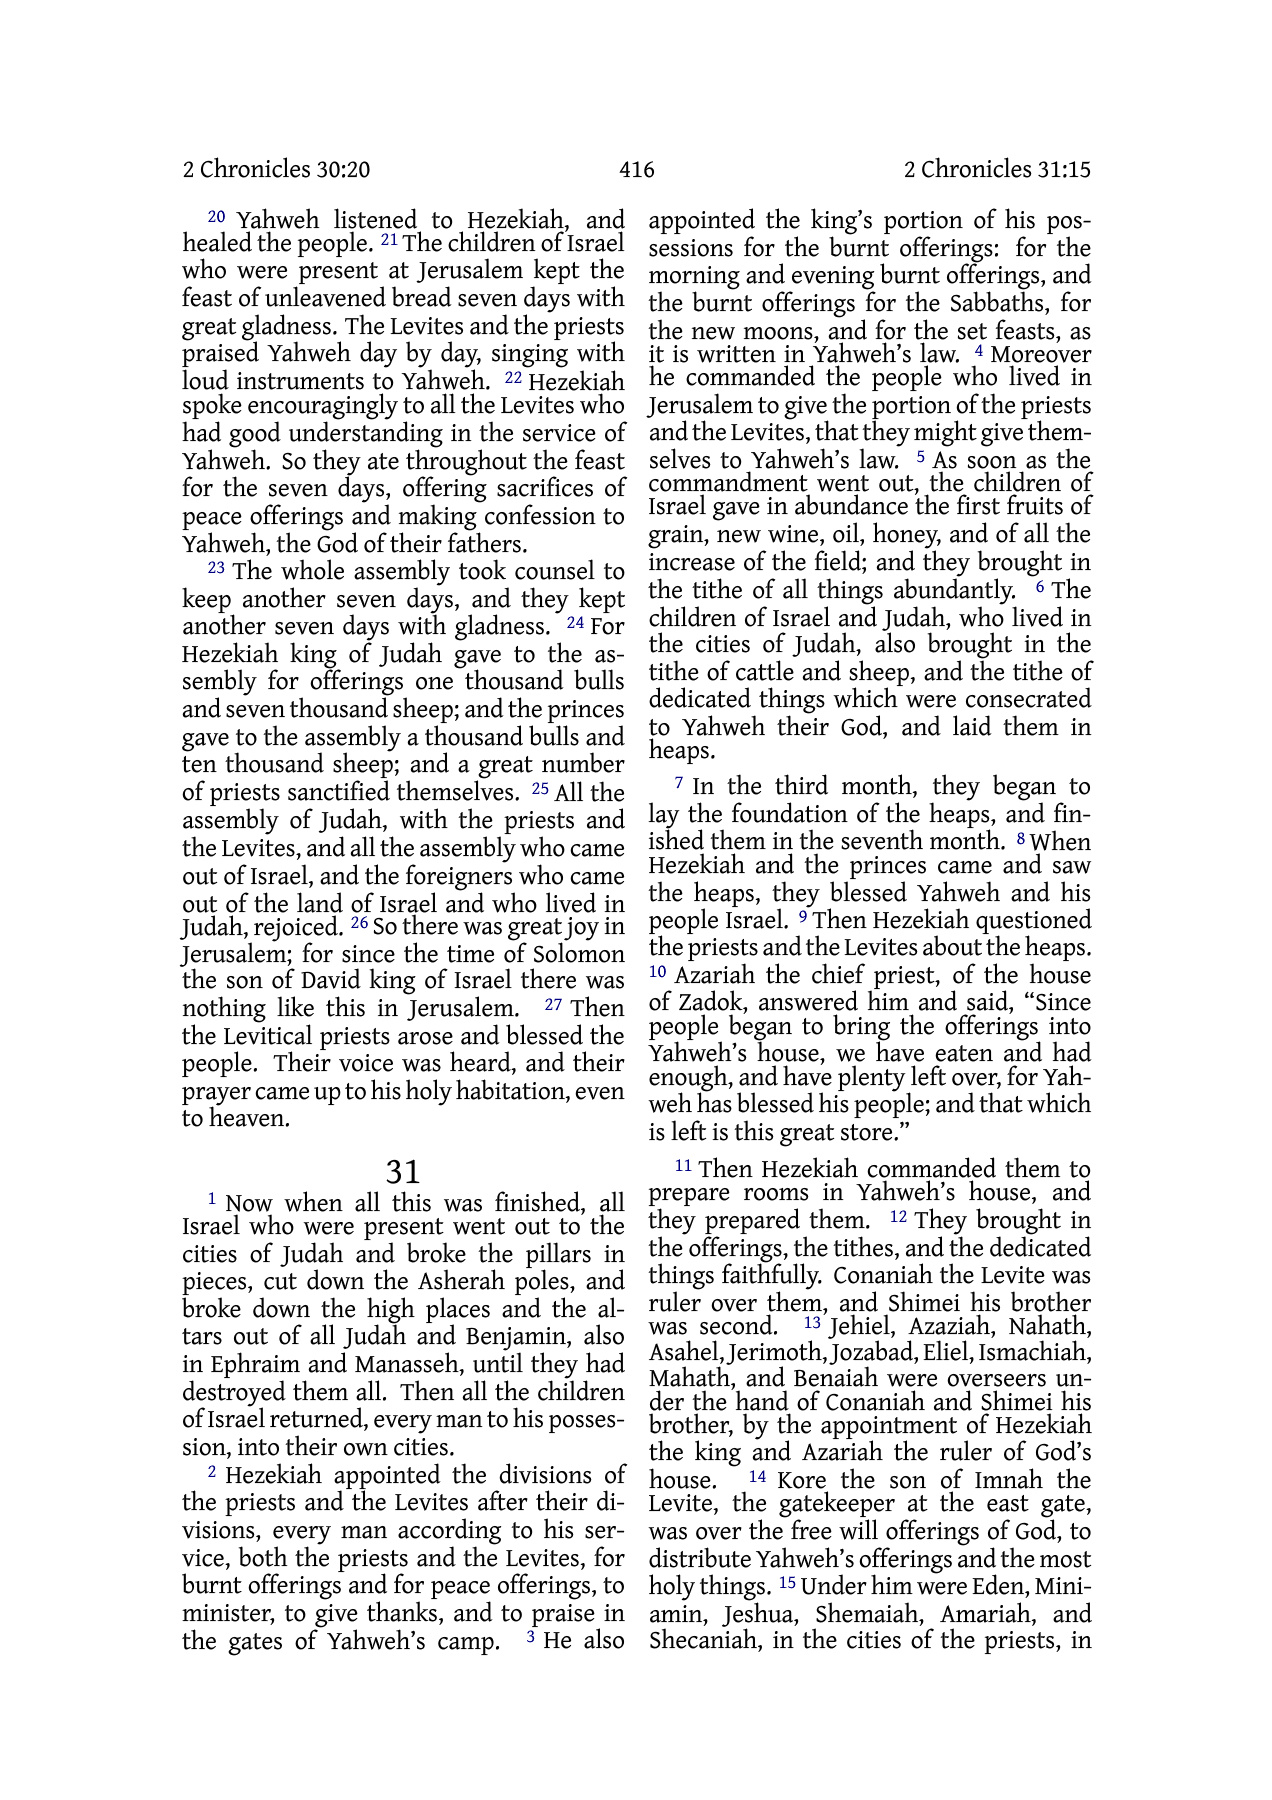 2 Chronicles 30:20 416 2 Chronicles 31:15
20 Yahweh listened to Hezekiah, and
healed the people. 21 The children of Israel
who were present at Jerusalem kept the
feast of unleavened bread seven days with
great gladness. The Levites and the priests
praised Yahweh day by day, singing with
loud instruments to Yahweh. 22 Hezekiah
spoke encouragingly to all the Levites who
had good understanding in the service of
Yahweh. So they ate throughout the feast
for the seven days, offering sacrifices of
peace offerings and making confession to
Yahweh, the God of their fathers.
23 The whole assembly took counsel to
keep another seven days, and they kept
another seven days with gladness. 24 For
Hezekiah king of Judah gave to the as-
sembly for offerings one thousand bulls
and seven thousand sheep; and the princes
gave to the assembly a thousand bulls and
ten thousand sheep; and a great number
of priests sanctified themselves. 25 All the
assembly of Judah, with the priests and
the Levites, and all the assembly who came
out of Israel, and the foreigners who came
out of the land of Israel and who lived in
Judah, rejoiced. 26 So there was great joy in
Jerusalem; for since the time of Solomon
the son of David king of Israel there was
nothing like this in Jerusalem. 27 Then
the Levitical priests arose and blessed the
people. Their voice was heard, and their
prayer came up to his holy habitation, even
to heaven.
31
1 Now when all this was finished, all
Israel who were present went out to the
cities of Judah and broke the pillars in
pieces, cut down the Asherah poles, and
broke down the high places and the al-
tars out of all Judah and Benjamin, also
in Ephraim and Manasseh, until they had
destroyed them all. Then all the children
of Israel returned, every man to his posses-
sion, into their own cities.
2 Hezekiah appointed the divisions of
the priests and the Levites after their di-
visions, every man according to his ser-
vice, both the priests and the Levites, for
burnt offerings and for peace offerings, to
minister, to give thanks, and to praise in
the gates of Yahweh’s camp. 3 He also
appointed the king’s portion of his pos-
sessions for the burnt offerings: for the
morning and evening burnt offerings, and
the burnt offerings for the Sabbaths, for
the new moons, and for the set feasts, as
it is written in Yahweh’s law. 4 Moreover
he commanded the people who lived in
Jerusalem to give the portion of the priests
and the Levites, that they might give them-
selves to Yahweh’s law. 5 As soon as the
commandment went out, the children of
Israel gave in abundance the first fruits of
grain, new wine, oil, honey, and of all the
increase of the field; and they brought in
the tithe of all things abundantly. 6 The
children of Israel and Judah, who lived in
the cities of Judah, also brought in the
tithe of cattle and sheep, and the tithe of
dedicated things which were consecrated
to Yahweh their God, and laid them in
heaps.
7 In the third month, they began to
lay the foundation of the heaps, and fin-
ished them in the seventh month. 8 When
Hezekiah and the princes came and saw
the heaps, they blessed Yahweh and his
people Israel. 9 Then Hezekiah questioned
the priests and the Levites about the heaps.
10 Azariah the chief priest, of the house
of Zadok, answered him and said, “Since
people began to bring the offerings into
Yahweh’s house, we have eaten and had
enough, and have plenty left over, for Yah-
weh has blessed his people; and that which
is left is this great store.”
11 Then Hezekiah commanded them to
prepare rooms in Yahweh’s house, and
they prepared them. 12 They brought in
the offerings, the tithes, and the dedicated
things faithfully. Conaniah the Levite was
ruler over them, and Shimei his brother
was second. 13 Jehiel, Azaziah, Nahath,
Asahel, Jerimoth, Jozabad, Eliel, Ismachiah,
Mahath, and Benaiah were overseers un-
der the hand of Conaniah and Shimei his
brother, by the appointment of Hezekiah
the king and Azariah the ruler of God’s
house. 14 Kore the son of Imnah the
Levite, the gatekeeper at the east gate,
was over the free will offerings of God, to
distribute Yahweh’s offerings and the most
holy things. 15 Under him were Eden, Mini-
amin, Jeshua, Shemaiah, Amariah, and
Shecaniah, in the cities of the priests, in